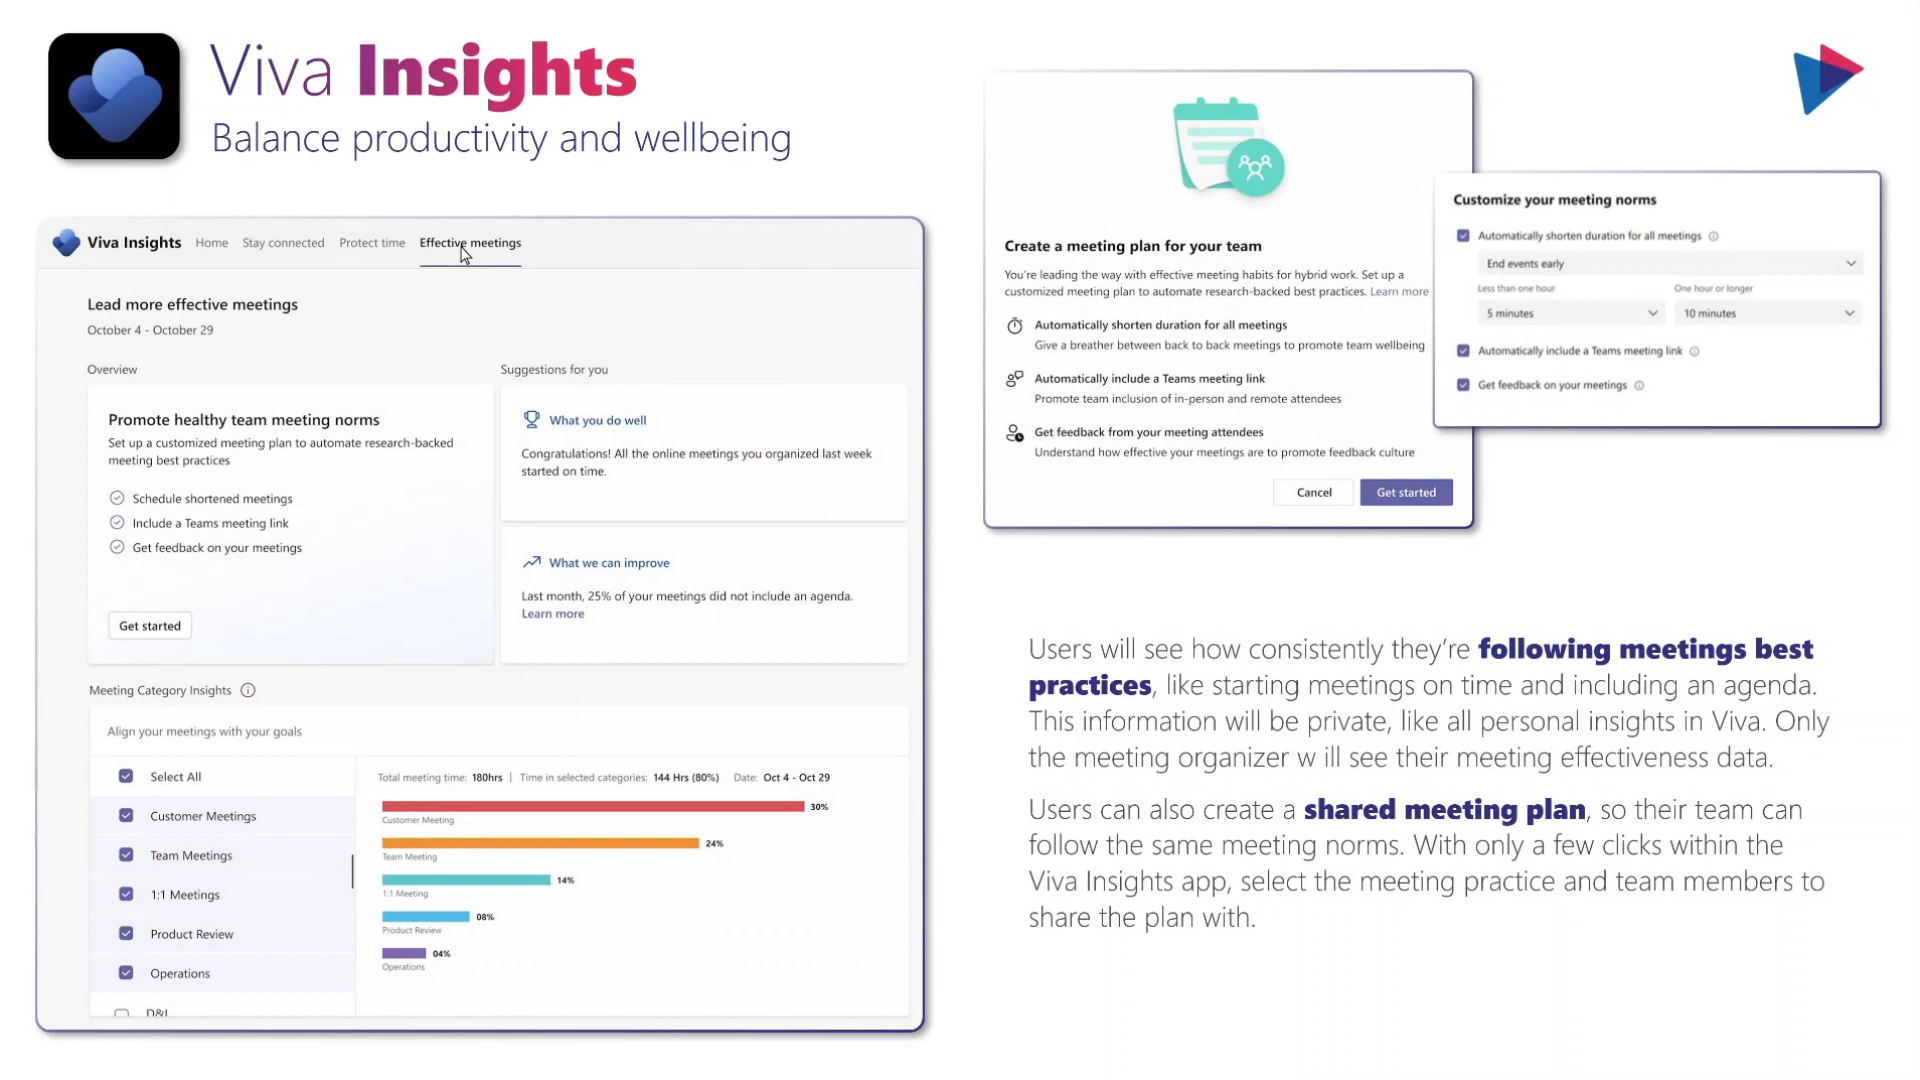 Viva Insights
Balance productivity and wellbeing
Viva Insights Home Stay connected Protect time Effective meetings
Lead more effective meetings
October 4 - October 29
Overview
Promote healthy team meeting norms
Set up a customized meeting plan to automate research-backed
meeting best practices
Schedule shortened meetings
Include a Teams meeting link
Get feedback on your meetings
Get started
Suggestions for you
What you do well
Congratulations! All the online meetings you organized last week
started on time.
What we can improve
Last month, 25% of your meetings did not include an agenda.
Learn more
Meeting Category Insights
Align your meetings with your goals
Select All
Customer Meetings
Team Meetings
1:1 Meetings
Product Review
Operations
Total meeting time: 180hrs | Time in selected categories: 144 Hrs (80%) Date: Oct 4 - Oct 29
30%
Customer Meeting
24%
Team Meeting
14%
1:1 Meeting
08%
Product Review
04%
Operations
Create a meeting plan for your team
You're leading the way with effective meeting habits for hybrid work. Set up a
customized meeting plan to automate research-backed best practices. Learn more
Automatically shorten duration for all meetings
Give a breather between back to back meetings to promote team wellbeing
Automatically include a Teams meeting link
Promote team inclusion of in-person and remote attendees
Get feedback from your meeting attendees
Understand how effective your meetings are to promote feedback culture
Cancel Get started
Customize your meeting norms
Automatically shorten duration for all meetings
End events early
Less than one hour One hour or longer
5 minutes 10 minutes
Automatically include a Teams meeting link
Get feedback on your meetings
Users will see how consistently they're following meetings best
practices, like starting meetings on time and including an agenda.
This information will be private, like all personal insights in Viva. Only
the meeting organizer w ill see their meeting effectiveness data.
Users can also create a shared meeting plan, so their team can
follow the same meeting norms. With only a few clicks within the
Viva Insights app, select the meeting practice and team members to
share the plan with.